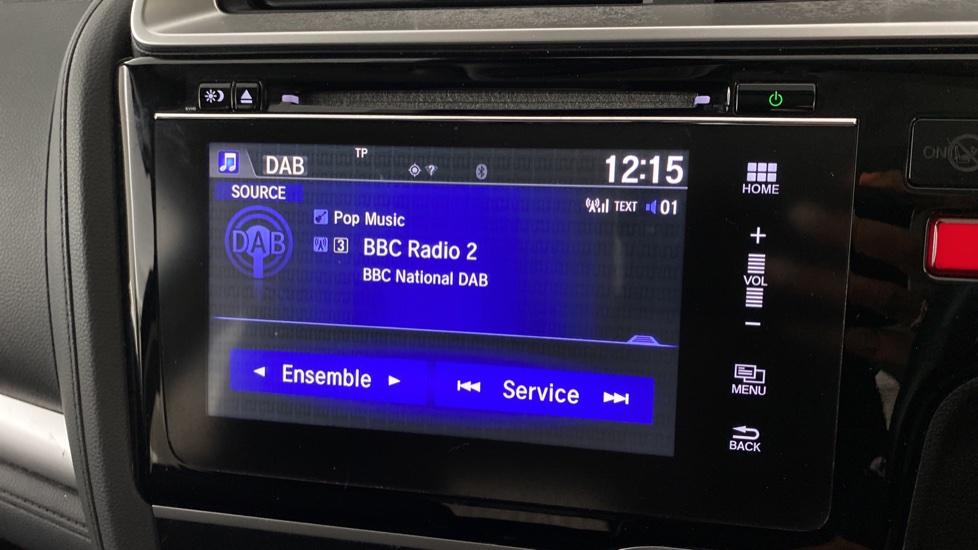 DAB
TP
12:15
SOURCE
TEXT 01
DAB
Pop Music
3 BBC Radio 2
BBC National DAB
Ensemble
Service
HOME
+
VOL
−
MENU
BACK
ON